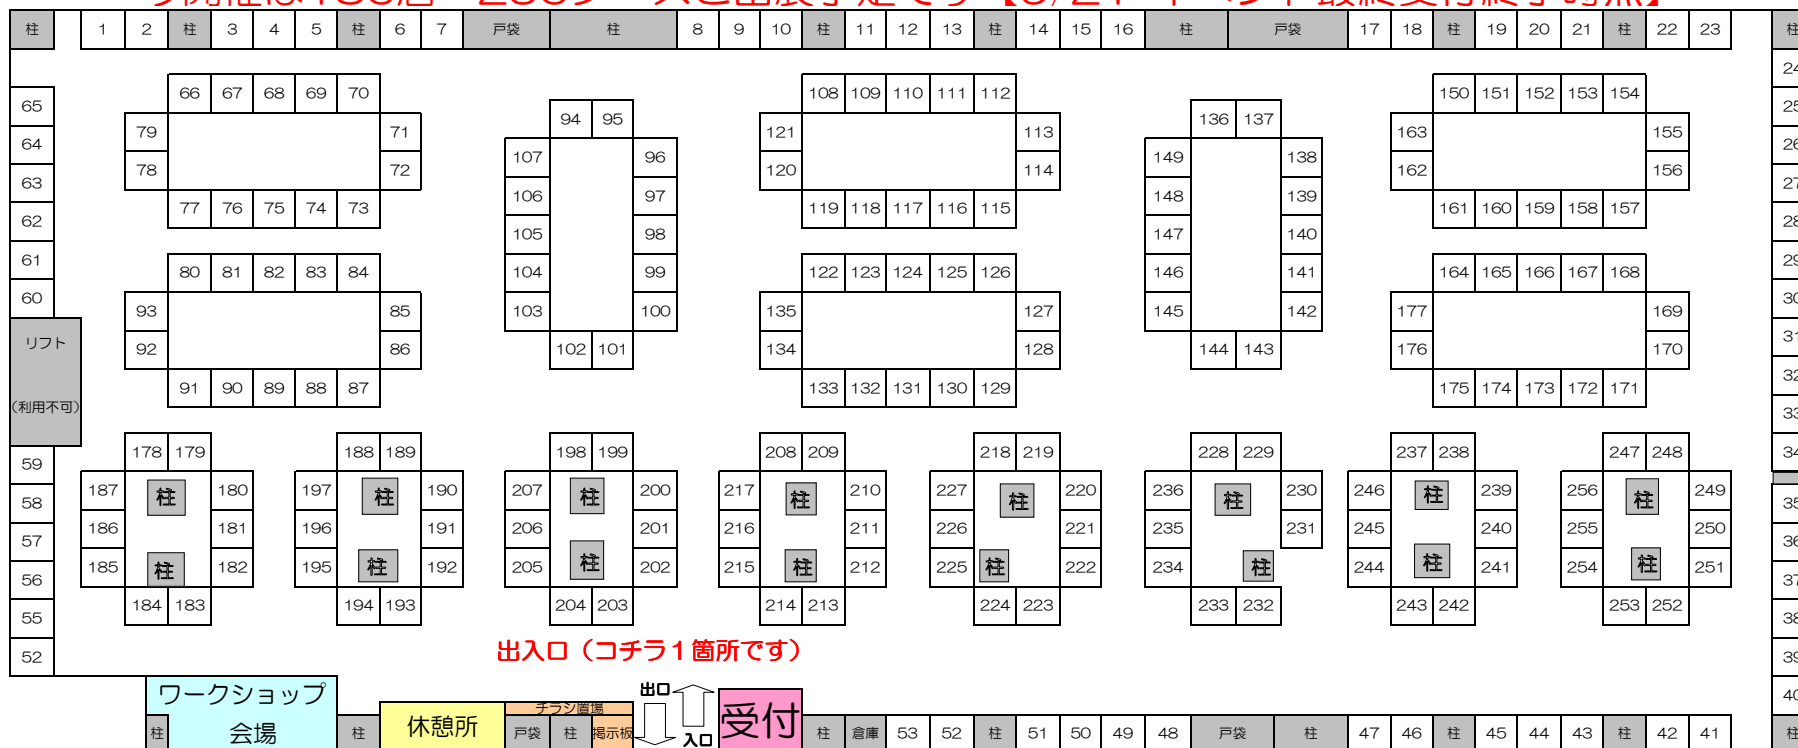 柱 1 2 柱 3 4 5 柱 6 7 戸袋 柱 8 9 10 柱 11 12 13 柱 14 15 16 柱 戸袋 17 18 柱 19 20 21 柱 22 23 柱
24
66 67 68 69 70 108 109 110 111 112 150 151 152 153 154
65 25
94 95 136 137
79 71 121 113 163 155
64 26
107 96 149 138
78 72 120 114 162 156
63 27
106 97 148 139
77 76 75 74 73 119 118 117 116 115 161 160 159 158 157
62 28
105 98 147 140
61 29
80 81 82 83 84 104 99 122 123 124 125 126 146 141 164 165 166 167 168
60 30
93 85 103 100 135 127 145 142 177 169
リフト 31
92 86 102 101 134 128 144 143 176 170
32
91 90 89 88 87 133 132 131 130 129 175 174 173 172 171
(利用不可) 33
178 179 188 189 198 199 208 209 218 219 228 229 237 238 247 248 34
59
187 柱 180 197 柱 190 207 柱 200 217 柱 210 227 柱 220 236 柱 230 246 柱 239 256 柱 249
58 35
186 181 196 191 206 201 216 211 226 221 235 231 245 240 255 250
57 36
185 柱 182 195 柱 192 205 柱 202 215 柱 212 225 柱 222 234 柱 244 柱 241 254 柱 251
56 37
184 183 194 193 204 203 214 213 224 223 233 232 243 242 253 252
55 38
出入口（コチラ１箇所です）
52 39
ワークショップ
会場
出口
入口
40
チラシ置場
休憩所
受付
柱 柱 戸袋 柱 掲示板 柱 倉庫 53 52 柱 51 50 49 48 戸袋 柱 47 46 柱 45 44 43 柱 42 41 柱